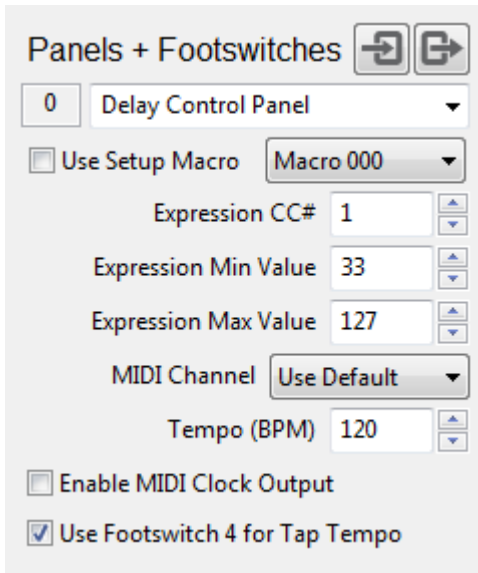 Panels + Footswitches
0 Delay Control Panel
Use Setup Macro Macro 000
Expression CC# 1
Expression Min Value 33
Expression Max Value 127
MIDI Channel Use Default
Tempo (BPM) 120
Enable MIDI Clock Output
Use Footswitch 4 for Tap Tempo